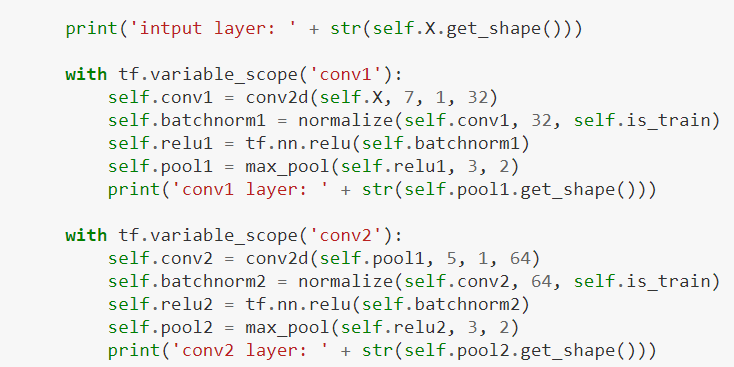 print('intput layer: ' + str(self.X.get_shape()))
with tf.variable_scope('conv1'):
self.conv1 = conv2d(self.X, 7, 1, 32)
self.batchnorm1 = normalize(self.conv1, 32, self.is_train)
self.relu1 = tf.nn.relu(self.batchnorm1)
self.pool1 = max_pool(self.relu1, 3, 2)
print('conv1 layer: ' + str(self.pool1.get_shape()))
with tf.variable_scope('conv2'):
self.conv2 = conv2d(self.pool1, 5, 1, 64)
self.batchnorm2 = normalize(self.conv2, 64, self.is_train)
self.relu2 = tf.nn.relu(self.batchnorm2)
self.pool2 = max_pool(self.relu2, 3, 2)
print('conv2 layer: ' + str(self.pool2.get_shape()))